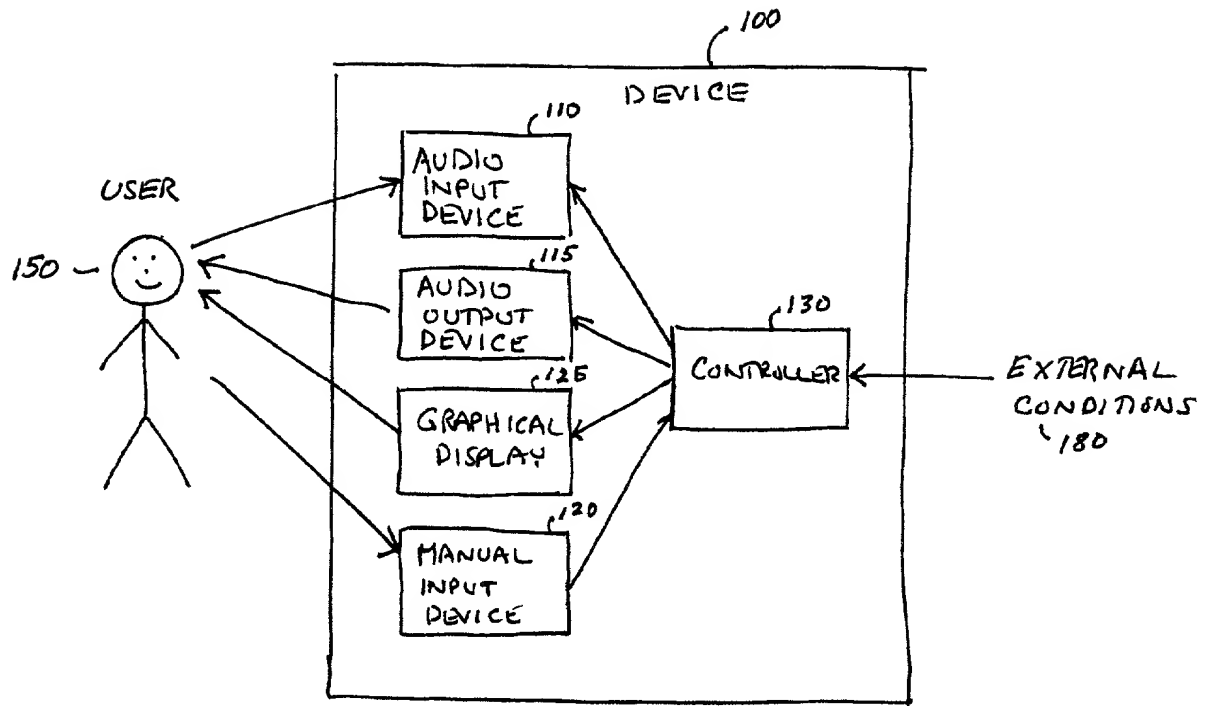 100
DEVICE
110
AUDIO
INPUT
DEVICE
USER
150
115
AUDIO
OUTPUT
DEVICE
130
CONTROLLER
EXTERNAL
CONDITIONS
180
125
GRAPHICAL
DISPLAY
120
MANUAL
INPUT
DEVICE